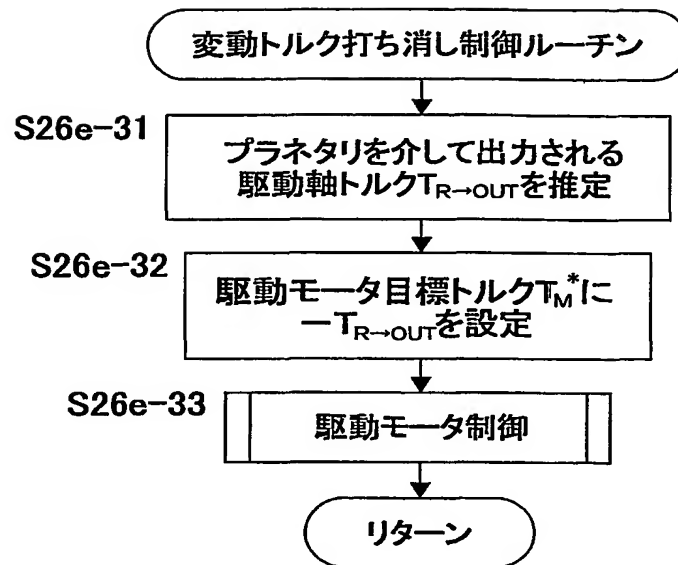 変動トルク打ち消し制御ルーチン
S26e-31
プラネタリを介して出力される
駆動軸トルクTR→OUTを推定
S26e-32
駆動モータ目標トルクTM*に
－TR→OUTを設定
S26e-33
駆動モータ制御
リターン